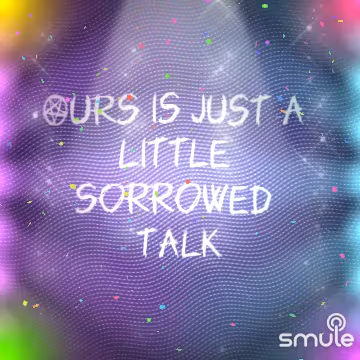 OURS IS JUST A
LITTLE
SORROWED
TALK
smule